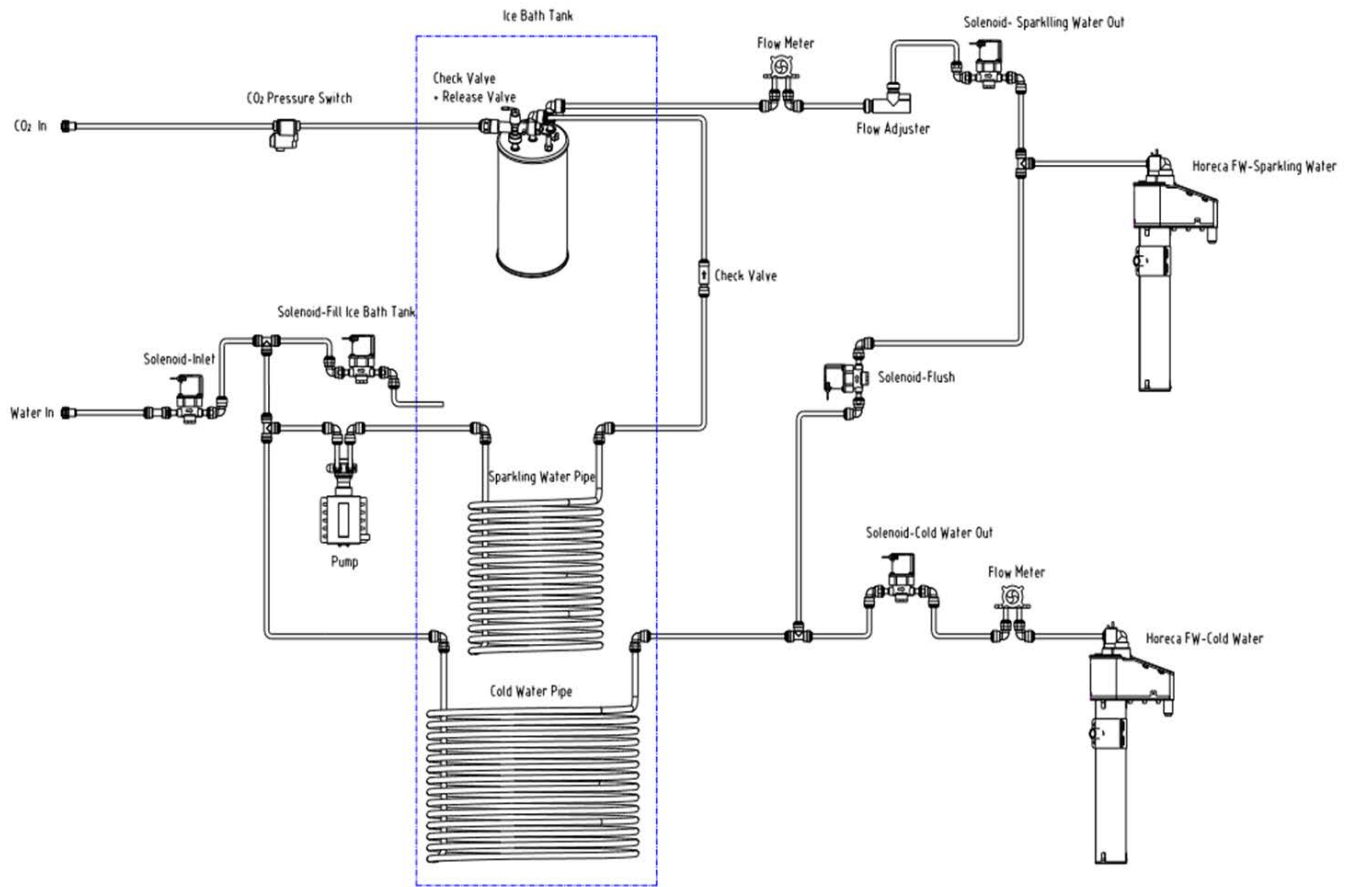 Ice Bath Tank
Solenoid- Sparklling Water Out
Flow Meter
Check Valve
+ Release Valve
CO₂ Pressure Switch
CO₂ In
Flow Adjuster
Horeca FW-Sparkling Water
Check Valve
Solenoid-Fill Ice Bath Tank
Solenoid-Inlet
Solenoid-Flush
Water In
Sparkling Water Pipe
Solenoid-Cold Water Out
Pump
Flow Meter
Horeca FW-Cold Water
Cold Water Pipe